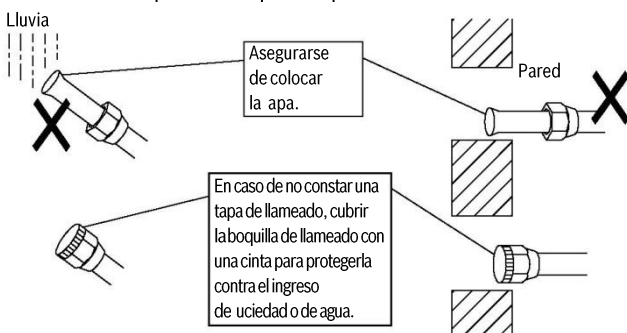 Lluvia
Asegurarse
de colocar
la apa.
Pared
En caso de no constar una
tapa de llameado, cubrir
la boquilla de llameado con
una cinta para protegerla
contra el ingreso
de uciedad o de agua.